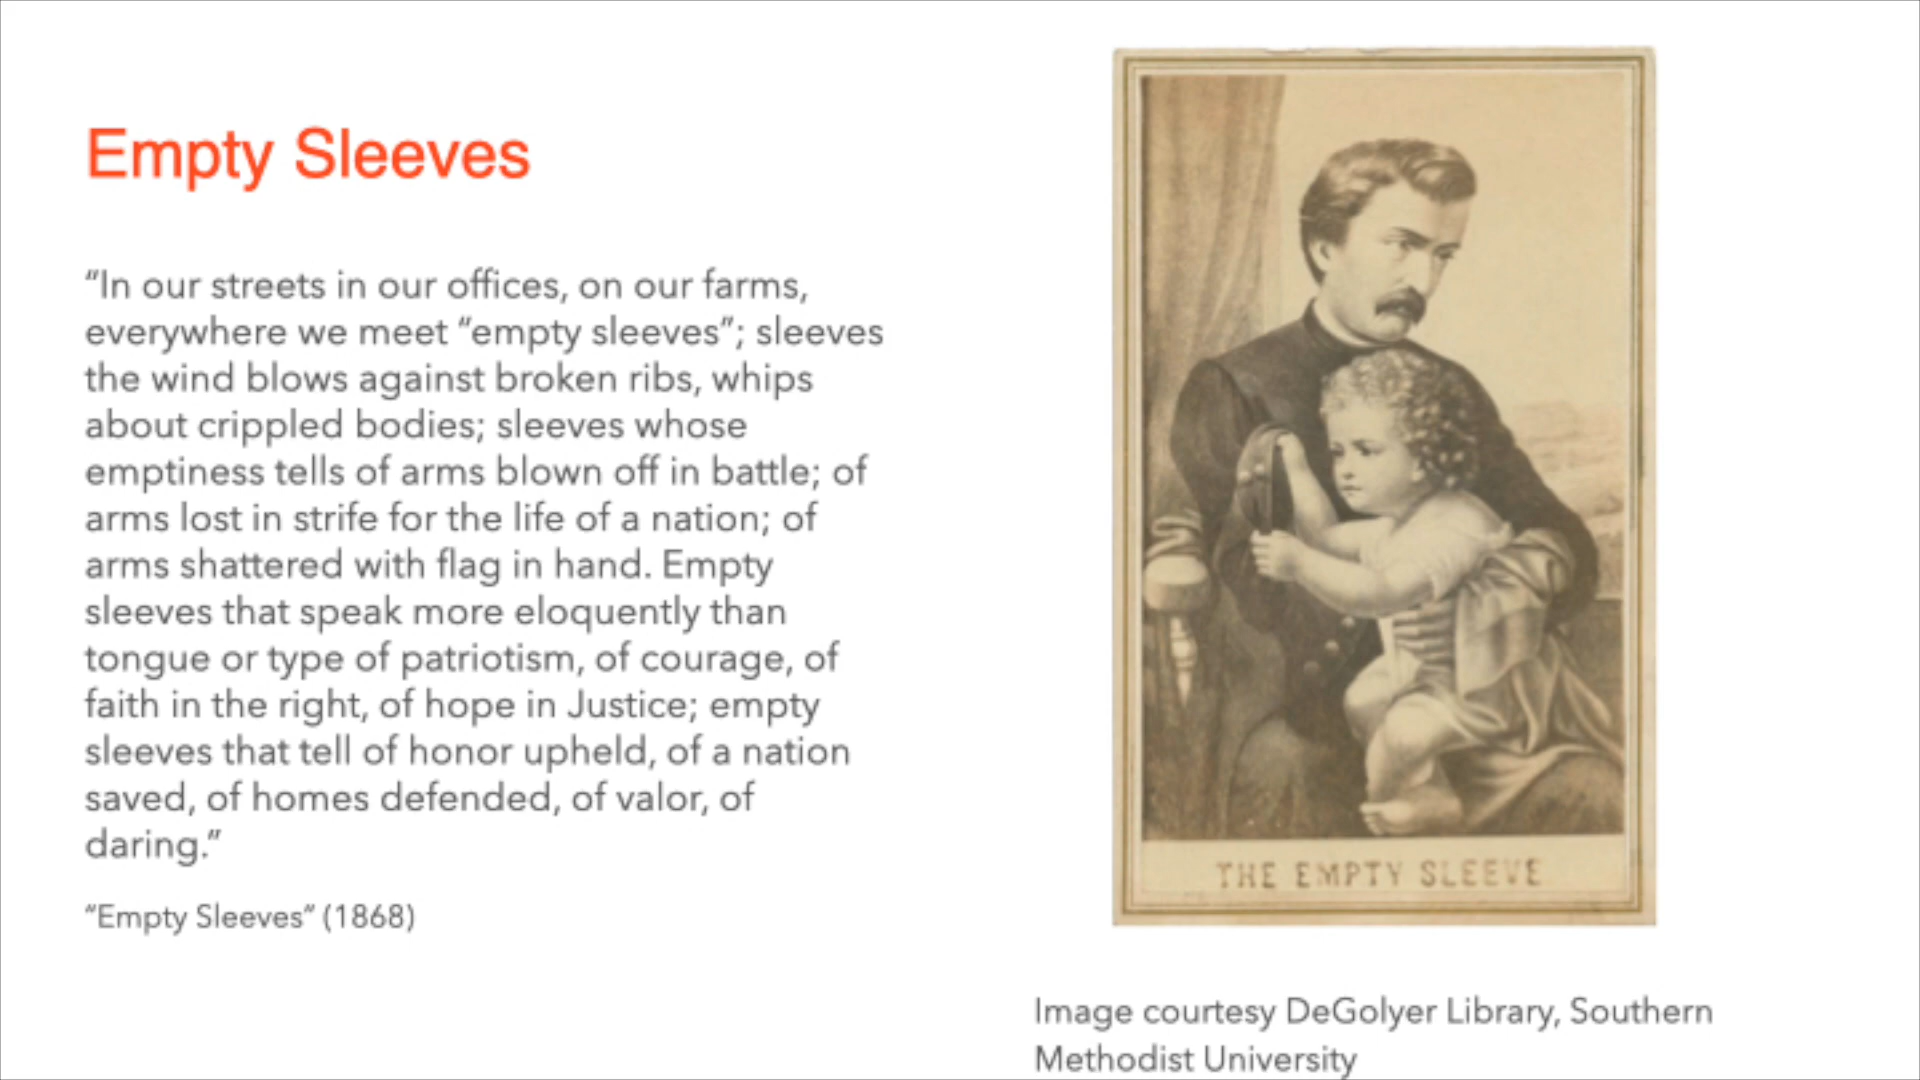 Empty Sleeves
“In our streets in our offices, on our farms,
everywhere we meet “empty sleeves”; sleeves
the wind blows against broken ribs, whips
about crippled bodies; sleeves whose
emptiness tells of arms blown off in battle; of
arms lost in strife for the life of a nation; of
arms shattered with flag in hand. Empty
sleeves that speak more eloquently than
tongue or type of patriotism, of courage, of
faith in the right, of hope in Justice; empty
sleeves that tell of honor upheld, of a nation
saved, of homes defended, of valor, of
daring.”
“Empty Sleeves” (1868)
THE EMPTY SLEEVE
Image courtesy DeGolyer Library, Southern
Methodist University